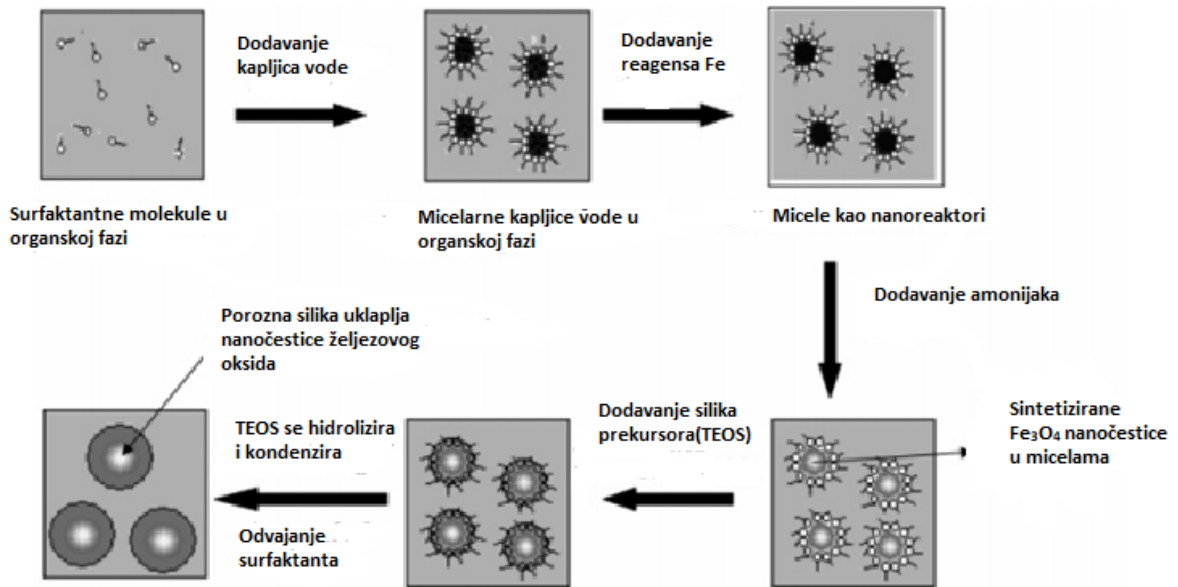 Dodavanje
kapljica vode
Dodavanje
reagensa Fe
Surfaktantne molekule u
organskoj fazi
Micelarne kapljice vode u
organskoj fazi
Micele kao nanoreaktori
Dodavanje amonijaka
Porozna silika uklaplja
nanočestice željezovog
oksida
TEOS se hidrolizira
i kondenzira
Odvajanje
surfaktanta
Dodavanje silika
prekursora(TEOS)
Sintetizirane
Fe₃O₄ nanočestice
u micelama